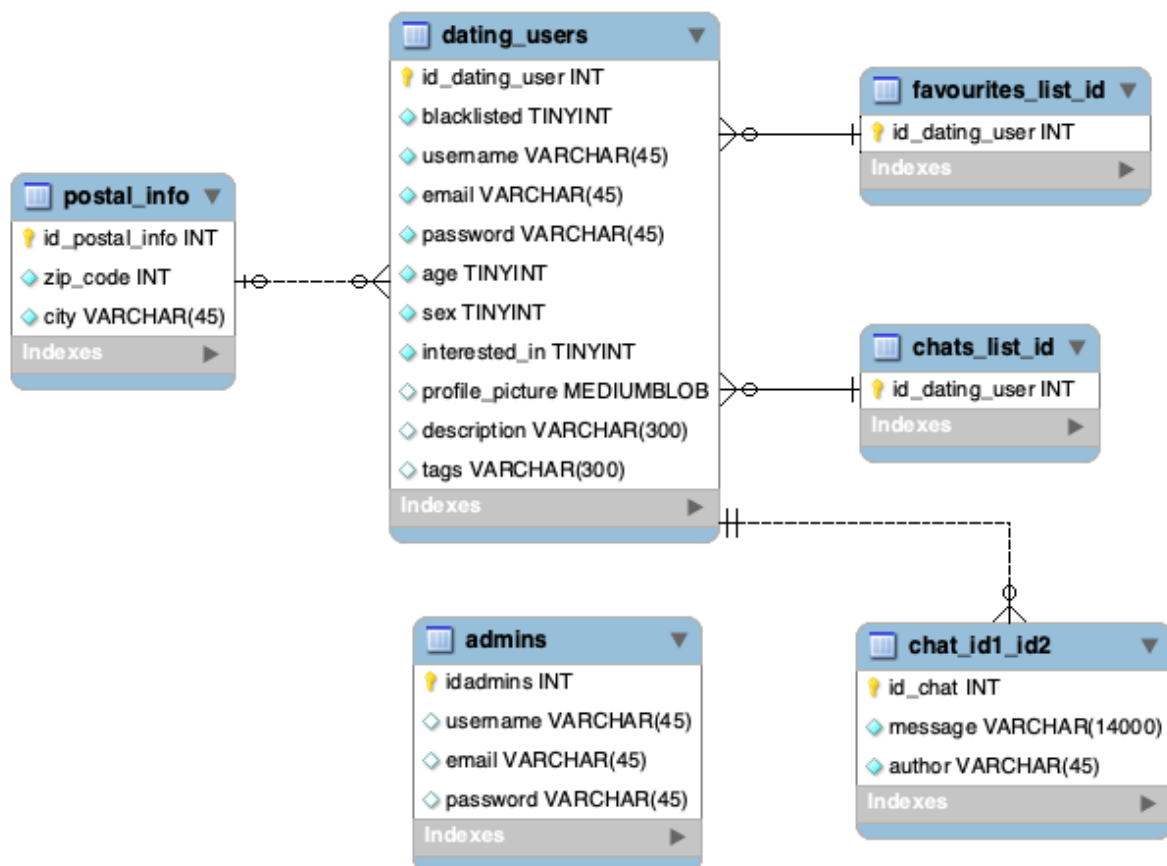 dating_users
id_dating_user INT
blacklisted TINYINT
username VARCHAR(45)
email VARCHAR(45)
password VARCHAR(45)
age TINYINT
sex TINYINT
interested_in TINYINT
profile_picture MEDIUMBLOB
description VARCHAR(300)
tags VARCHAR(300)
Indexes
favourites_list_id
id_dating_user INT
Indexes
postal_info
id_postal_info INT
zip_code INT
city VARCHAR(45)
Indexes
chats_list_id
id_dating_user INT
Indexes
admins
idadmins INT
username VARCHAR(45)
email VARCHAR(45)
password VARCHAR(45)
Indexes
chat_id1_id2
id_chat INT
message VARCHAR(14000)
author VARCHAR(45)
Indexes